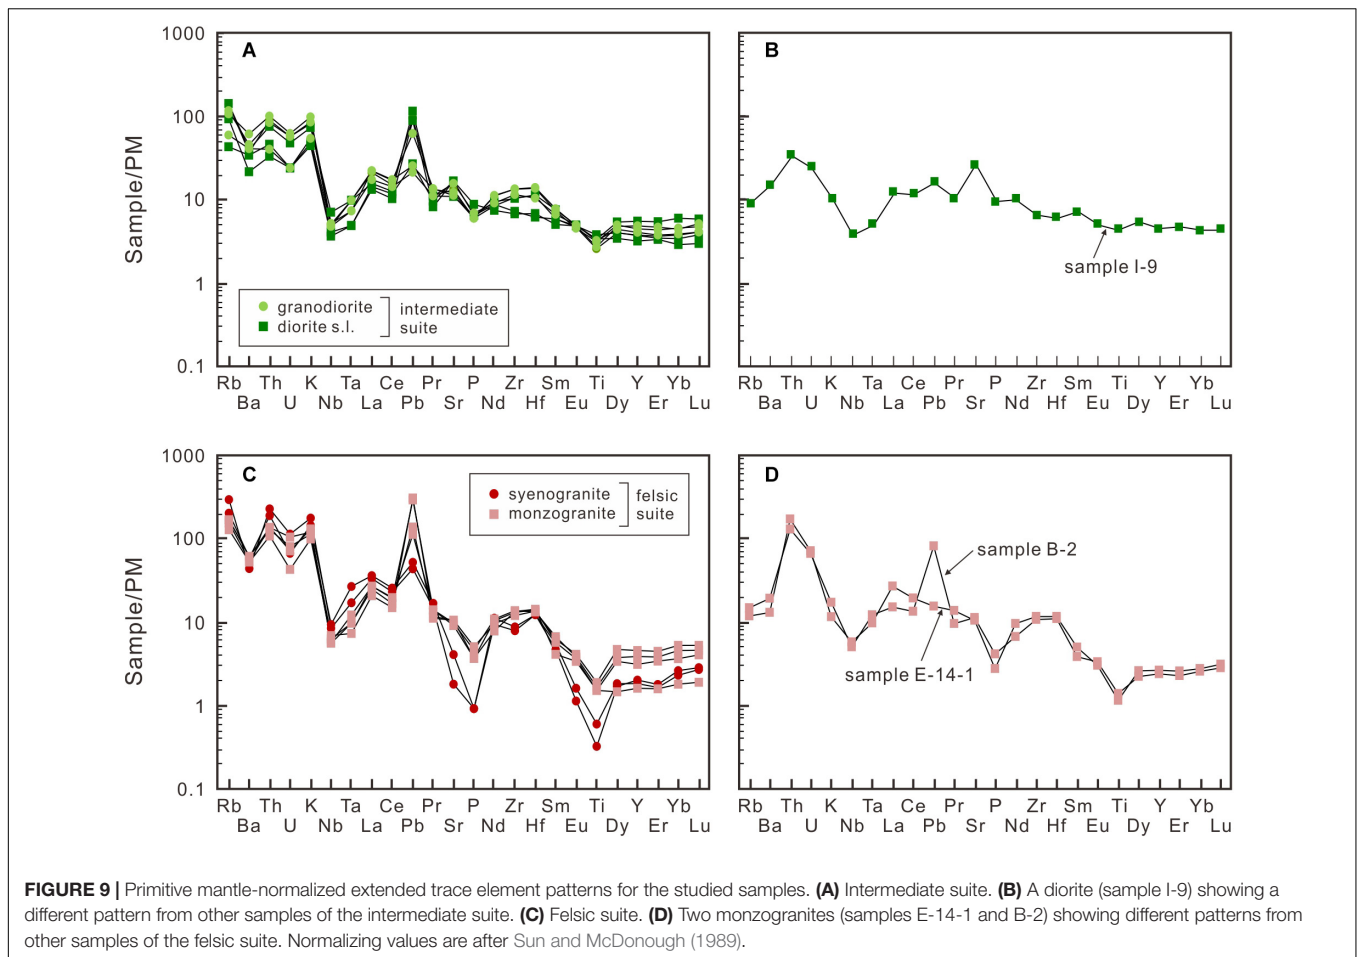 A
B
1000
100
10
1
0.1
Sample/PM
granodiorite
diorite s.l.
intermediate
suite
sample I-9
Rb Th K Ta Ce Pr P Zr Sm Ti Y Yb
Ba U Nb La Pb Sr Nd Hf Eu Dy Er Lu
Rb Th K Ta Ce Pr P Zr Sm Ti Y Yb
Ba U Nb La Pb Sr Nd Hf Eu Dy Er Lu
C
D
1000
100
10
1
0.1
Sample/PM
syenogranite
monzogranite
felsic
suite
sample B-2
sample E-14-1
Rb Th K Ta Ce Pr P Zr Sm Ti Y Yb
Ba U Nb La Pb Sr Nd Hf Eu Dy Er Lu
Rb Th K Ta Ce Pr P Zr Sm Ti Y Yb
Ba U Nb La Pb Sr Nd Hf Eu Dy Er Lu
FIGURE 9 | Primitive mantle-normalized extended trace element patterns for the studied samples. (A) Intermediate suite. (B) A diorite (sample I-9) showing a
different pattern from other samples of the intermediate suite. (C) Felsic suite. (D) Two monzogranites (samples E-14-1 and B-2) showing different patterns from
other samples of the felsic suite. Normalizing values are after Sun and McDonough (1989).